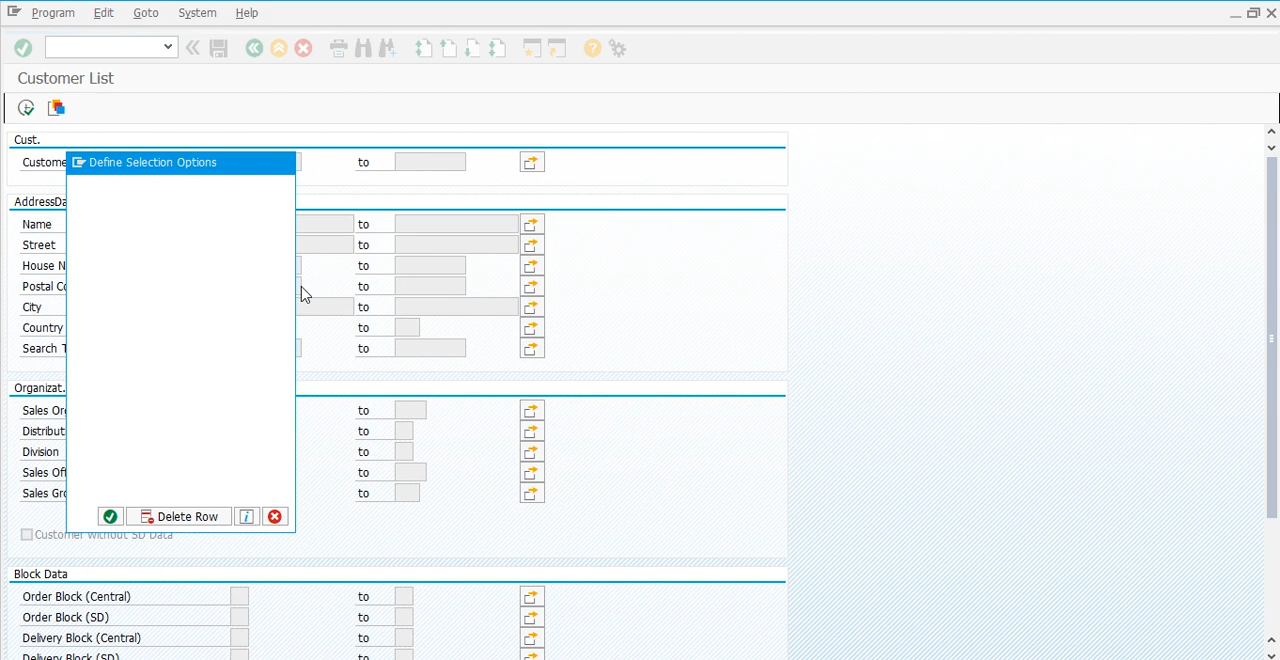 Program Edit Goto System Help
Customer List
Cust.
Custome to
Define Selection Options
AddressDa
Name to
Street to
House N to
Postal Co to
City to
Country to
Search T to
Organizat.
Sales Or to
Distribut to
Division to
Sales Off to
Sales Gro to
Delete Row
Customer without SD Data
Block Data
Order Block (Central) to
Order Block (SD) to
Delivery Block (Central) to
Delivery Block (SD) to